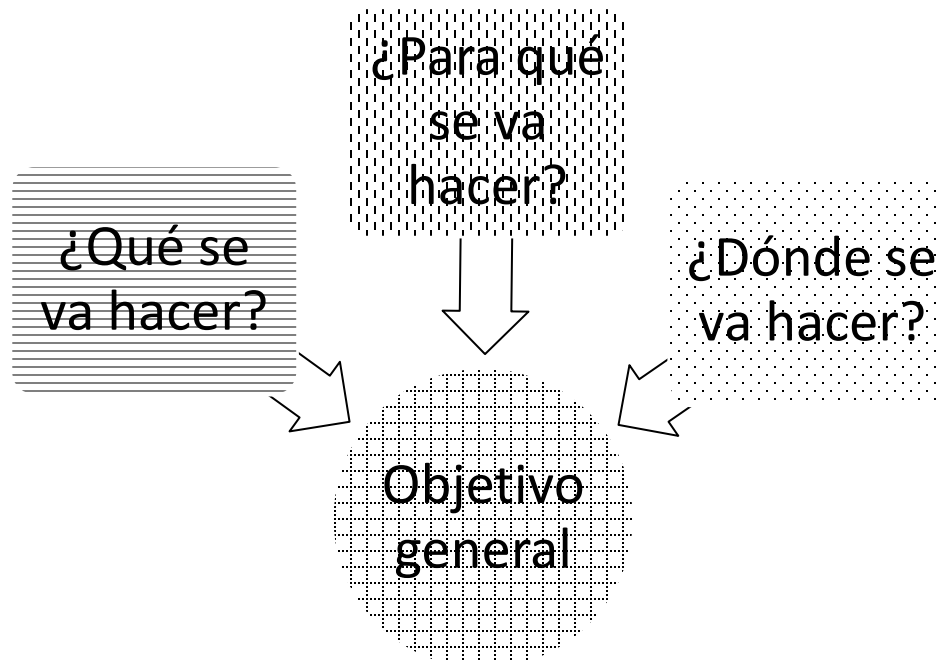 ¿Para qué
se va
hacer?
¿Qué se
va hacer?
¿Dónde se
va hacer?
Objetivo
general